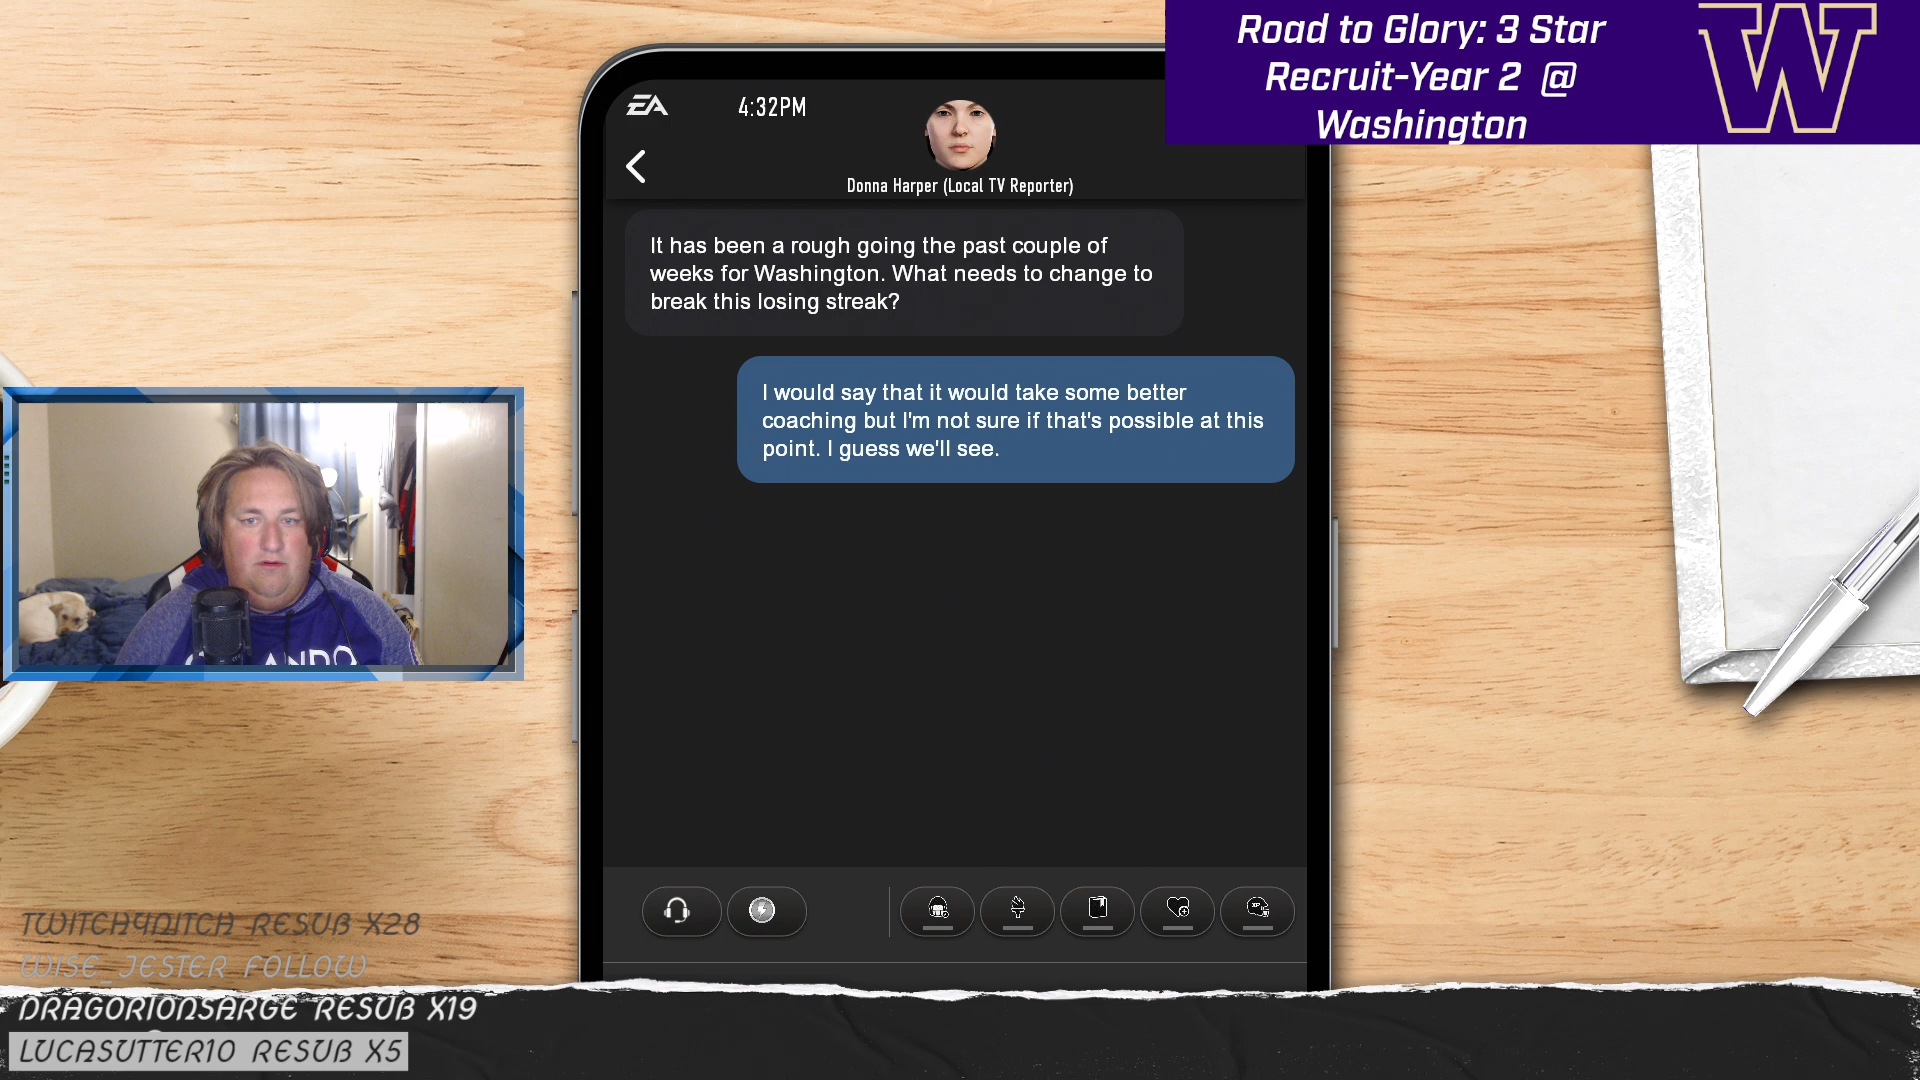 Road to Glory: 3 Star
Recruit-Year 2 @
Washington
W
EA
4:32PM
Donna Harper (Local TV Reporter)
It has been a rough going the past couple of
weeks for Washington. What needs to change to
break this losing streak?
I would say that it would take some better
coaching but I'm not sure if that's possible at this
point. I guess we'll see.
XP
TWITCHYNITCH RESUB X28
WISE_JESTER FOLLOW
DRAGORIONSARGE RESUB X19
LUCASUTTER10 RESUB X5